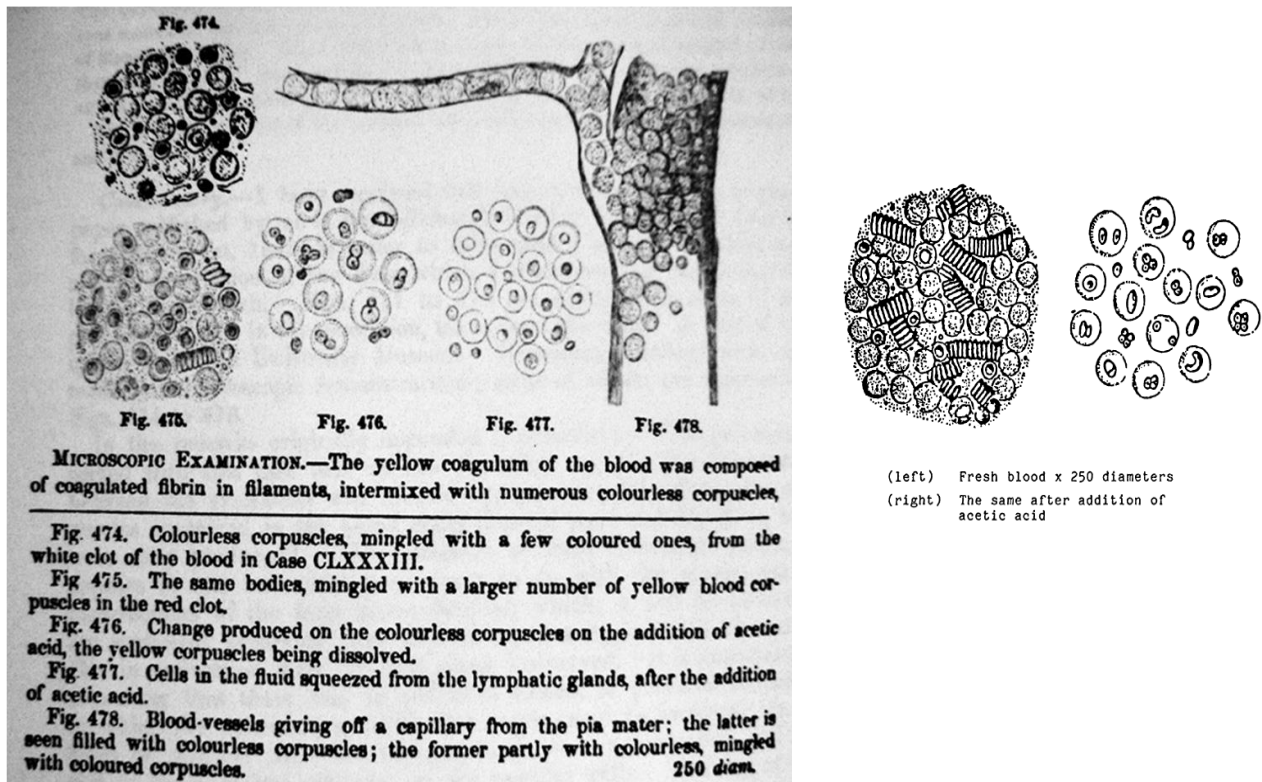 Fig. 474.
Fig. 475.
Fig. 476.
Fig. 477.
Fig. 478.
MICROSCOPIC EXAMINATION.—The yellow coagulum of the blood was composed
of coagulated fibrin in filaments, intermixed with numerous colourless corpuscles,
Fig. 474. Colourless corpuscles, mingled with a few coloured ones, from the
white clot of the blood in Case CLXXXIII.
Fig 475. The same bodies, mingled with a larger number of yellow blood cor-
puscles in the red clot.
Fig. 476. Change produced on the colourless corpuscles on the addition of acetic
acid, the yellow corpuscles being dissolved.
Fig. 477. Cells in the fluid squeezed from the lymphatic glands, after the addition
of acetic acid.
Fig. 478. Blood-vessels giving off a capillary from the pia mater; the latter is
seen filled with colourless corpuscles; the former partly with colourless, mingled
with coloured corpuscles. 250 diam.
(left) Fresh blood x 250 diameters
(right) The same after addition of
acetic acid